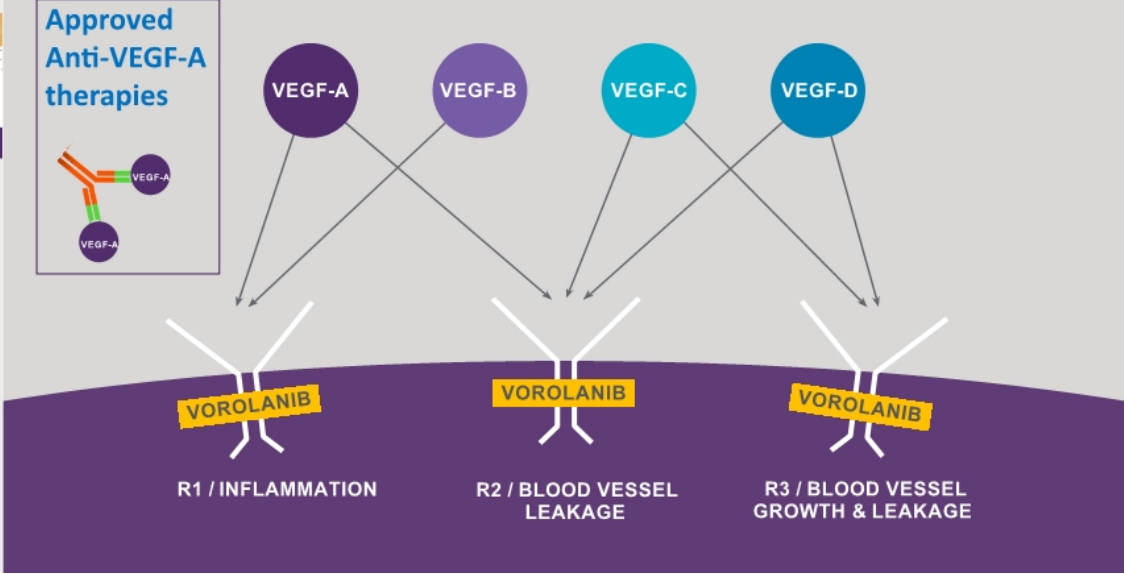 Approved
Anti-VEGF-A
therapies
VEGF-A
VEGF-A
VEGF-A
VEGF-B
VEGF-C
VEGF-D
VOROLANIB
VOROLANIB
VOROLANIB
R1 / INFLAMMATION
R2 / BLOOD VESSEL
LEAKAGE
R3 / BLOOD VESSEL
GROWTH & LEAKAGE